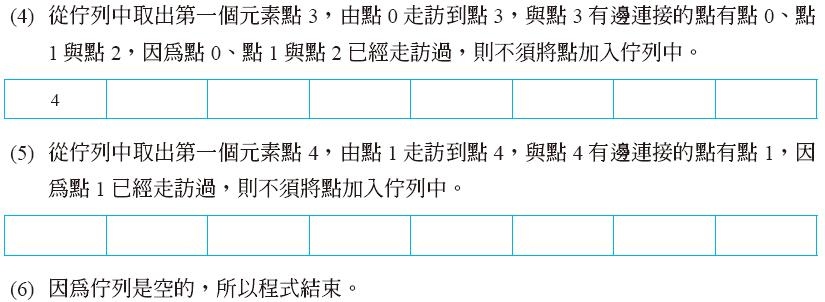 (4) 從佇列中取出第一個元素點 3，由點 0 走訪到點 3，與點 3 有邊連接的點有點 0、點
1 與點 2，因為點 0、點 1 與點 2 已經走訪過，則不須將點加入佇列中。
4
(5) 從佇列中取出第一個元素點 4，由點 1 走訪到點 4，與點 4 有邊連接的點有點 1，因
為點 1 已經走訪過，則不須將點加入佇列中。
(6) 因為佇列是空的，所以程式結束。